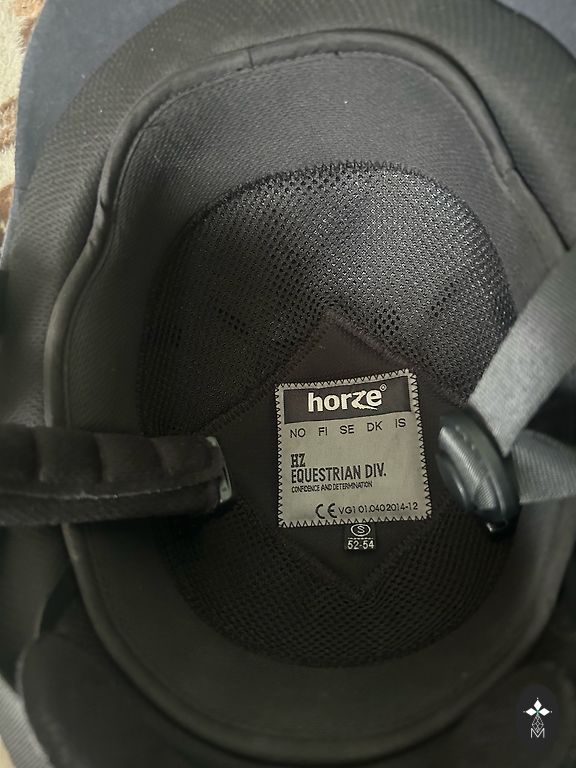 horze®
NO FI SE DK IS
HZ
EQUESTRIAN DIV.
CONFIDENCE AND DETERMINATION
CE VG1 01.040 2014-12
S
52-54
M